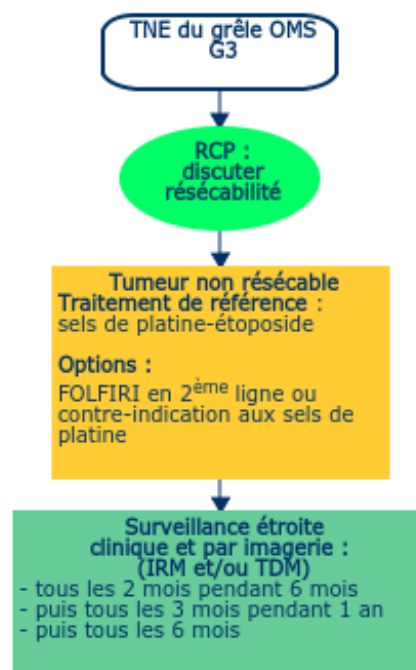 TNE du grêle OMS
G3
RCP :
discuter
résécabilité
Tumeur non résécable
Traitement de référence :
sels de platine-étoposide
Options :
FOLFIRI en 2ème ligne ou
contre-indication aux sels de
platine
Surveillance étroite
clinique et par imagerie :
(IRM et/ou TDM)
- tous les 2 mois pendant 6 mois
- puis tous les 3 mois pendant 1 an
- puis tous les 6 mois